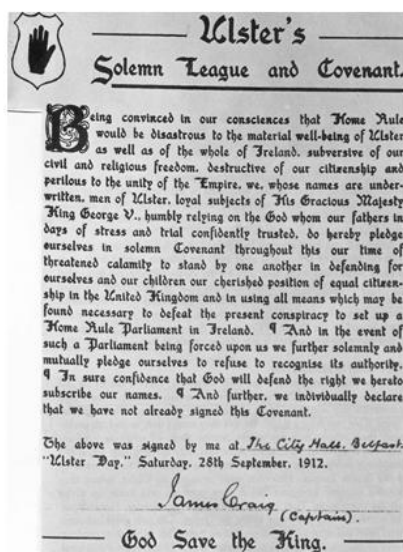 Ulster's
Solemn League and Covenant.
Being convinced in our consciences that Home Rule
would be disastrous to the material well-being of Ulster
as well as of the whole of Ireland, subversive of our
civil and religious freedom, destructive of our citizenship and
perilous to the unity of the Empire, we, whose names are under-
written, men of Ulster, loyal subjects of His Gracious Majesty
King George V., humbly relying on the God whom our fathers in
days of stress and trial confidently trusted, do hereby pledge
ourselves in solemn Covenant throughout this our time of
threatened calamity to stand by one another in defending for
ourselves and our children our cherished position of equal citizen-
ship in the United Kingdom and in using all means which may be
found necessary to defeat the present conspiracy to set up a
Home Rule Parliament in Ireland. ¶ And in the event of
such a Parliament being forced upon us we further solemnly and
mutually pledge ourselves to refuse to recognise its authority.
¶ In sure confidence that God will defend the right we hereto
subscribe our names. ¶ And further, we individually declare
that we have not already signed this Covenant.
The above was signed by me at The City Hall, Belfast
"Ulster Day," Saturday, 28th September, 1912.
James Craig
(Captain).
God Save the King.